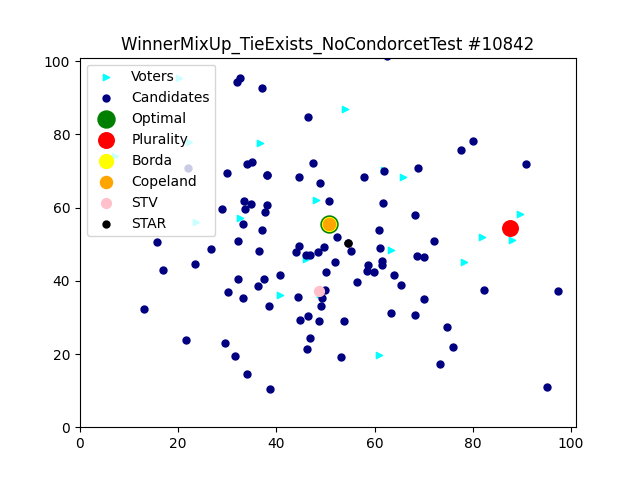 WinnerMixUp_TieExists_NoCondorcetTest #10842
100
80
60
40
20
0
Voters
Candidates
Optimal
Plurality
Borda
Copeland
STV
STAR
0 20 40 60 80 100